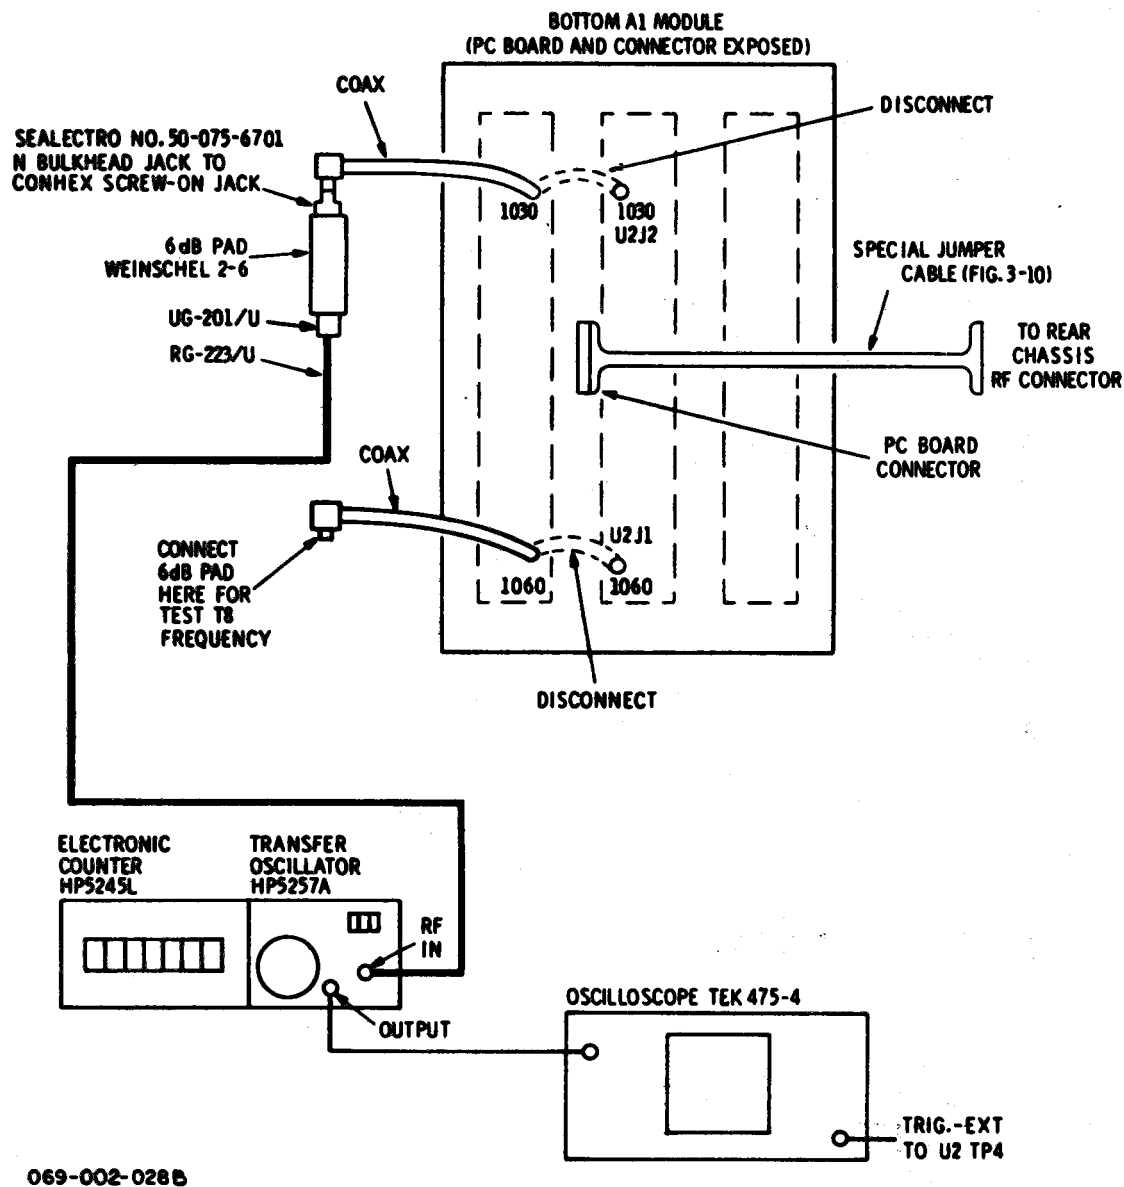 BOTTOM A1 MODULE
(PC BOARD AND CONNECTOR EXPOSED)
COAX
DISCONNECT
SEALECTRO NO. 50-075-6701
N BULKHEAD JACK TO
CONHEX SCREW-ON JACK
1030
1030
U2J2
6dB PAD
WEINSCHEL 2-6
SPECIAL JUMPER
CABLE (FIG. 3-10)
UG-201/U
RG-223/U
TO REAR
CHASSIS
RF CONNECTOR
COAX
PC BOARD
CONNECTOR
U2J1
CONNECT
6dB PAD
HERE FOR
TEST T8
FREQUENCY
1060
1060
DISCONNECT
ELECTRONIC
COUNTER
HP5245L
TRANSFER
OSCILLATOR
HP5257A
RF
IN
OUTPUT
OSCILLOSCOPE TEK 475-4
TRIG.-EXT
TO U2 TP4
069-002-028B